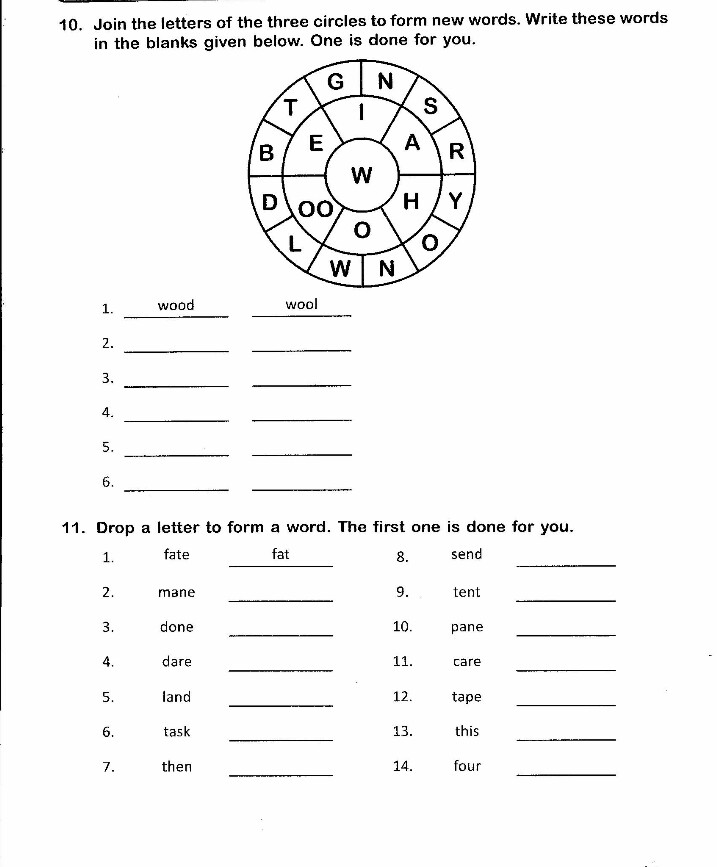 10. Join the letters of the three circles to form new words. Write these words
in the blanks given below. One is done for you.
G N
T I S
B E A R
W
D OO H Y
L O O
W N
1. wood wool
2.
3.
4.
5.
6.
11. Drop a letter to form a word. The first one is done for you.
1. fate fat 8. send
2. mane 9. tent
3. done 10. pane
4. dare 11. care
5. land 12. tape
6. task 13. this
7. then 14. four